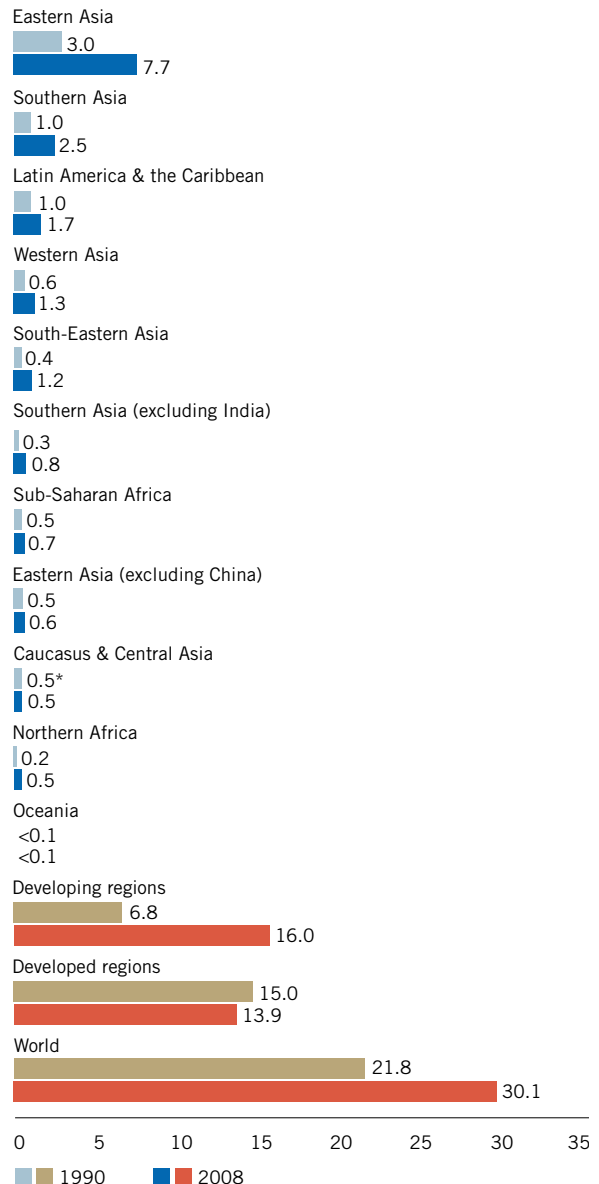 Eastern Asia
3.0
7.7
Southern Asia
1.0
2.5
Latin America & the Caribbean
1.0
1.7
Western Asia
0.6
1.3
South-Eastern Asia
0.4
1.2
Southern Asia (excluding India)
0.3
0.8
Sub-Saharan Africa
0.5
0.7
Eastern Asia (excluding China)
0.5
0.6
Caucasus & Central Asia
0.5*
0.5
Northern Africa
0.2
0.5
Oceania
<0.1
<0.1
Developing regions
6.8
16.0
Developed regions
15.0
13.9
World
21.8
30.1
0 5 10 15 20 25 30 35
1990 2008